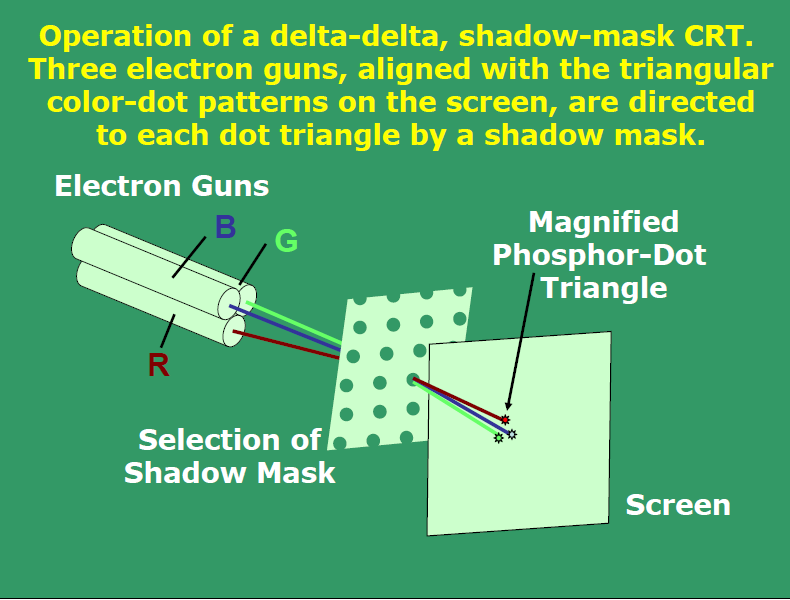 Operation of a delta–delta, shadow–mask CRT.
Three electron guns, aligned with the triangular
color–dot patterns on the screen, are directed
to each dot triangle by a shadow mask.
Electron Guns
B
G
Magnified
Phosphor–Dot
Triangle
R
Selection of
Shadow Mask
Screen